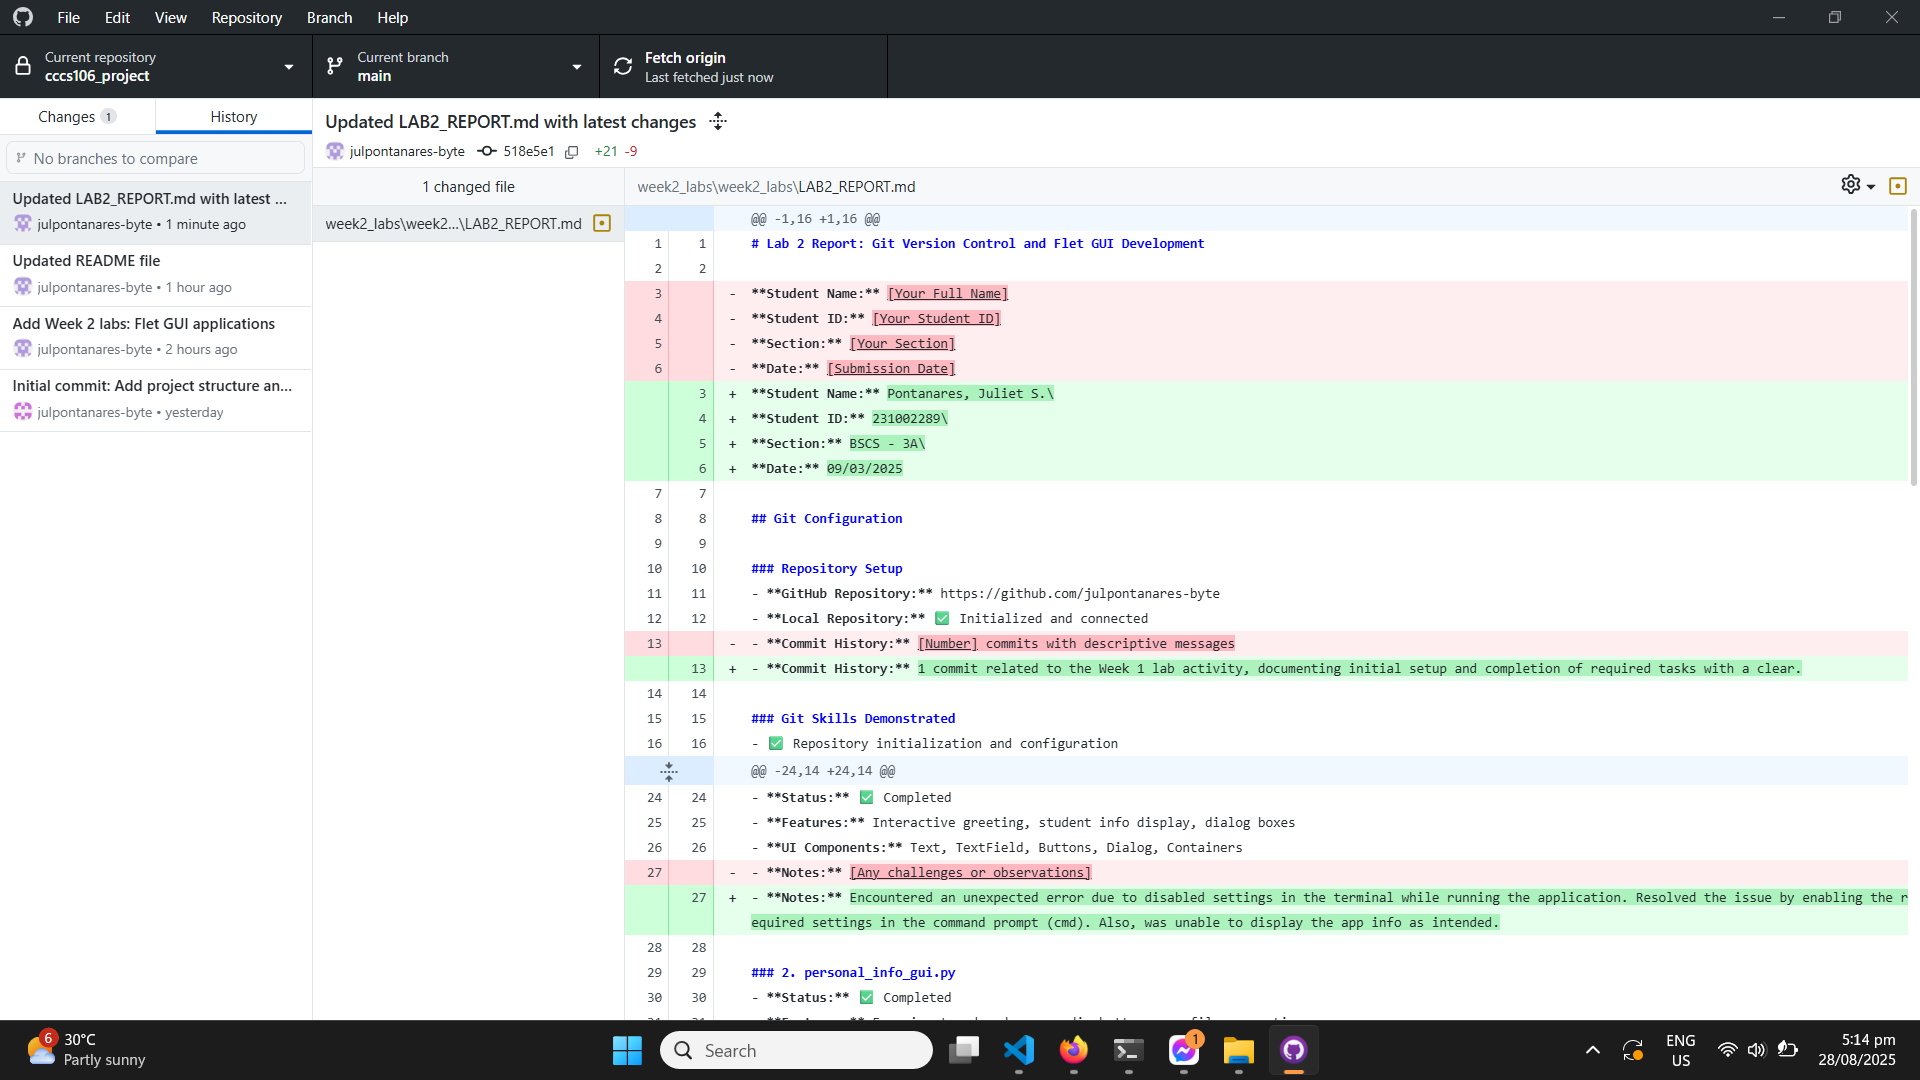 File Edit View Repository Branch Help
Current repository
cccs106_project
Current branch
main
Fetch origin
Last fetched just now
Changes 1
History
No branches to compare
Updated LAB2_REPORT.md with latest ...
julpontanares-byte • 1 minute ago
Updated README file
julpontanares-byte • 1 hour ago
Add Week 2 labs: Flet GUI applications
julpontanares-byte • 2 hours ago
Initial commit: Add project structure an...
julpontanares-byte • yesterday
Updated LAB2_REPORT.md with latest changes
julpontanares-byte 518e5e1 +21 -9
1 changed file
week2_labs\week2...\LAB2_REPORT.md
week2_labs\week2_labs\LAB2_REPORT.md
@@ -1,16 +1,16 @@
1 1 # Lab 2 Report: Git Version Control and Flet GUI Development
2 2
3 - **Student Name:** [Your Full Name]
4 - **Student ID:** [Your Student ID]
5 - **Section:** [Your Section]
6 - **Date:** [Submission Date]
3 + **Student Name:** Pontanares, Juliet S.\
4 + **Student ID:** 231002289\
5 + **Section:** BSCS - 3A\
6 + **Date:** 09/03/2025
7 7
8 8 ## Git Configuration
9 9
10 10 ### Repository Setup
11 11 - **GitHub Repository:** https://github.com/julpontanares-byte
12 12 - **Local Repository:** ✅ Initialized and connected
13 - - **Commit History:** [Number] commits with descriptive messages
13 + - **Commit History:** 1 commit related to the Week 1 lab activity, documenting initial setup and completion of required tasks with a clear.
14 14
15 15 ### Git Skills Demonstrated
16 16 - ✅ Repository initialization and configuration
@@ -24,14 +24,14 @@
24 24 - **Status:** ✅ Completed
25 25 - **Features:** Interactive greeting, student info display, dialog boxes
26 26 - **UI Components:** Text, TextField, Buttons, Dialog, Containers
27 - - **Notes:** [Any challenges or observations]
27 + - **Notes:** Encountered an unexpected error due to disabled settings in the terminal while running the application. Resolved the issue by enabling the r
equired settings in the command prompt (cmd). Also, was unable to display the app info as intended.
28 28
29 29 ### 2. personal_info_gui.py
30 30 - **Status:** ✅ Completed
6
30°C
Partly sunny
Search
1
ENG
US
5:14 pm
28/08/2025